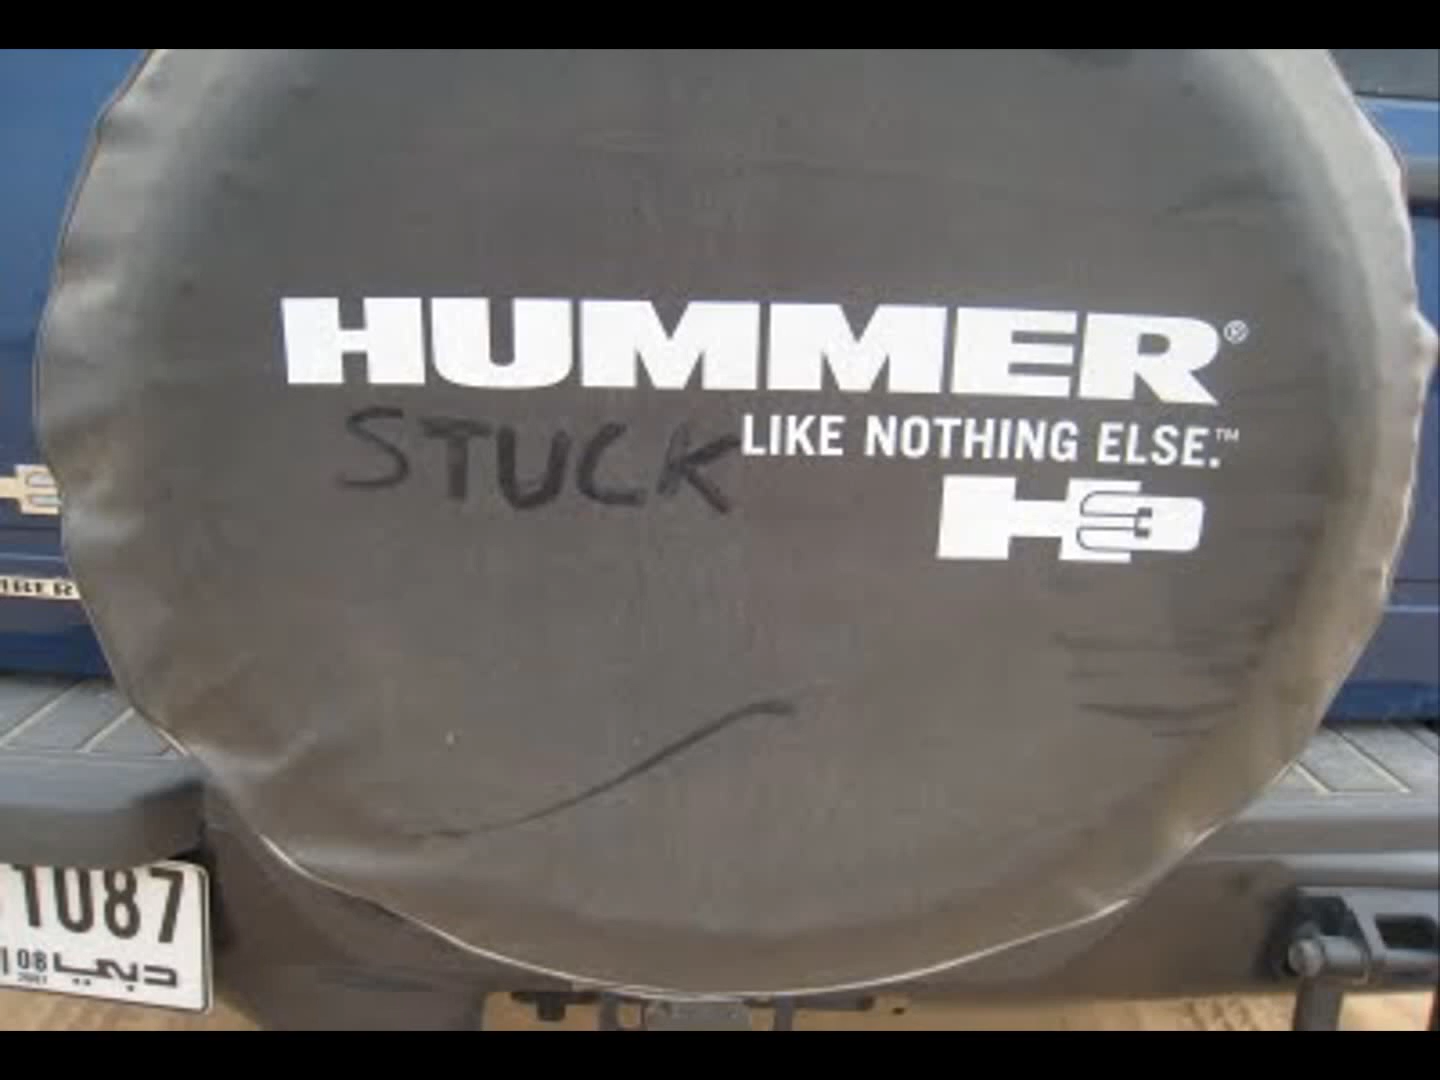 HUMMER®
STUCK LIKE NOTHING ELSE.™
H3
1087
08 دبي